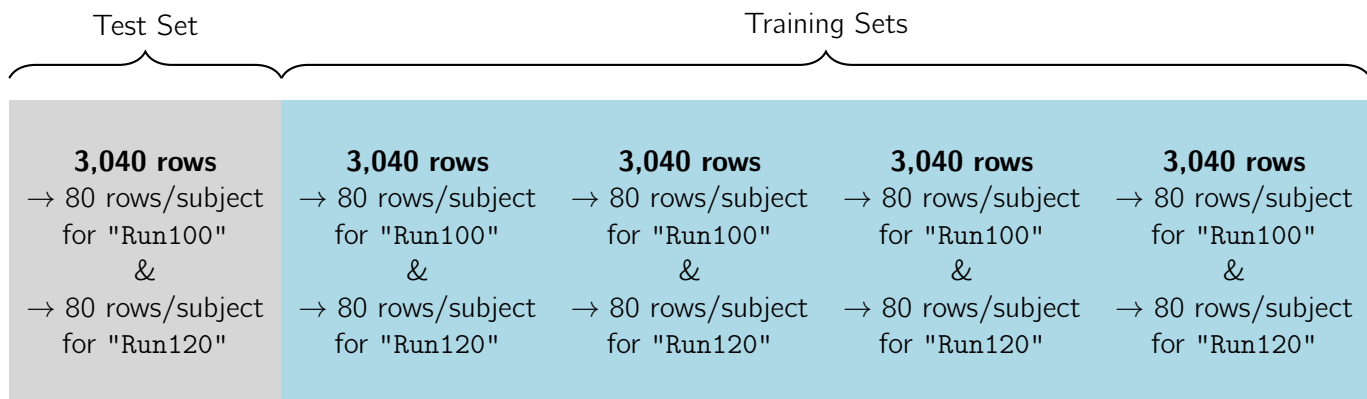 Test Set
Training Sets
3,040 rows
→ 80 rows/subject
for "Run100"
&
→ 80 rows/subject
for "Run120"
3,040 rows
→ 80 rows/subject
for "Run100"
&
→ 80 rows/subject
for "Run120"
3,040 rows
→ 80 rows/subject
for "Run100"
&
→ 80 rows/subject
for "Run120"
3,040 rows
→ 80 rows/subject
for "Run100"
&
→ 80 rows/subject
for "Run120"
3,040 rows
→ 80 rows/subject
for "Run100"
&
→ 80 rows/subject
for "Run120"